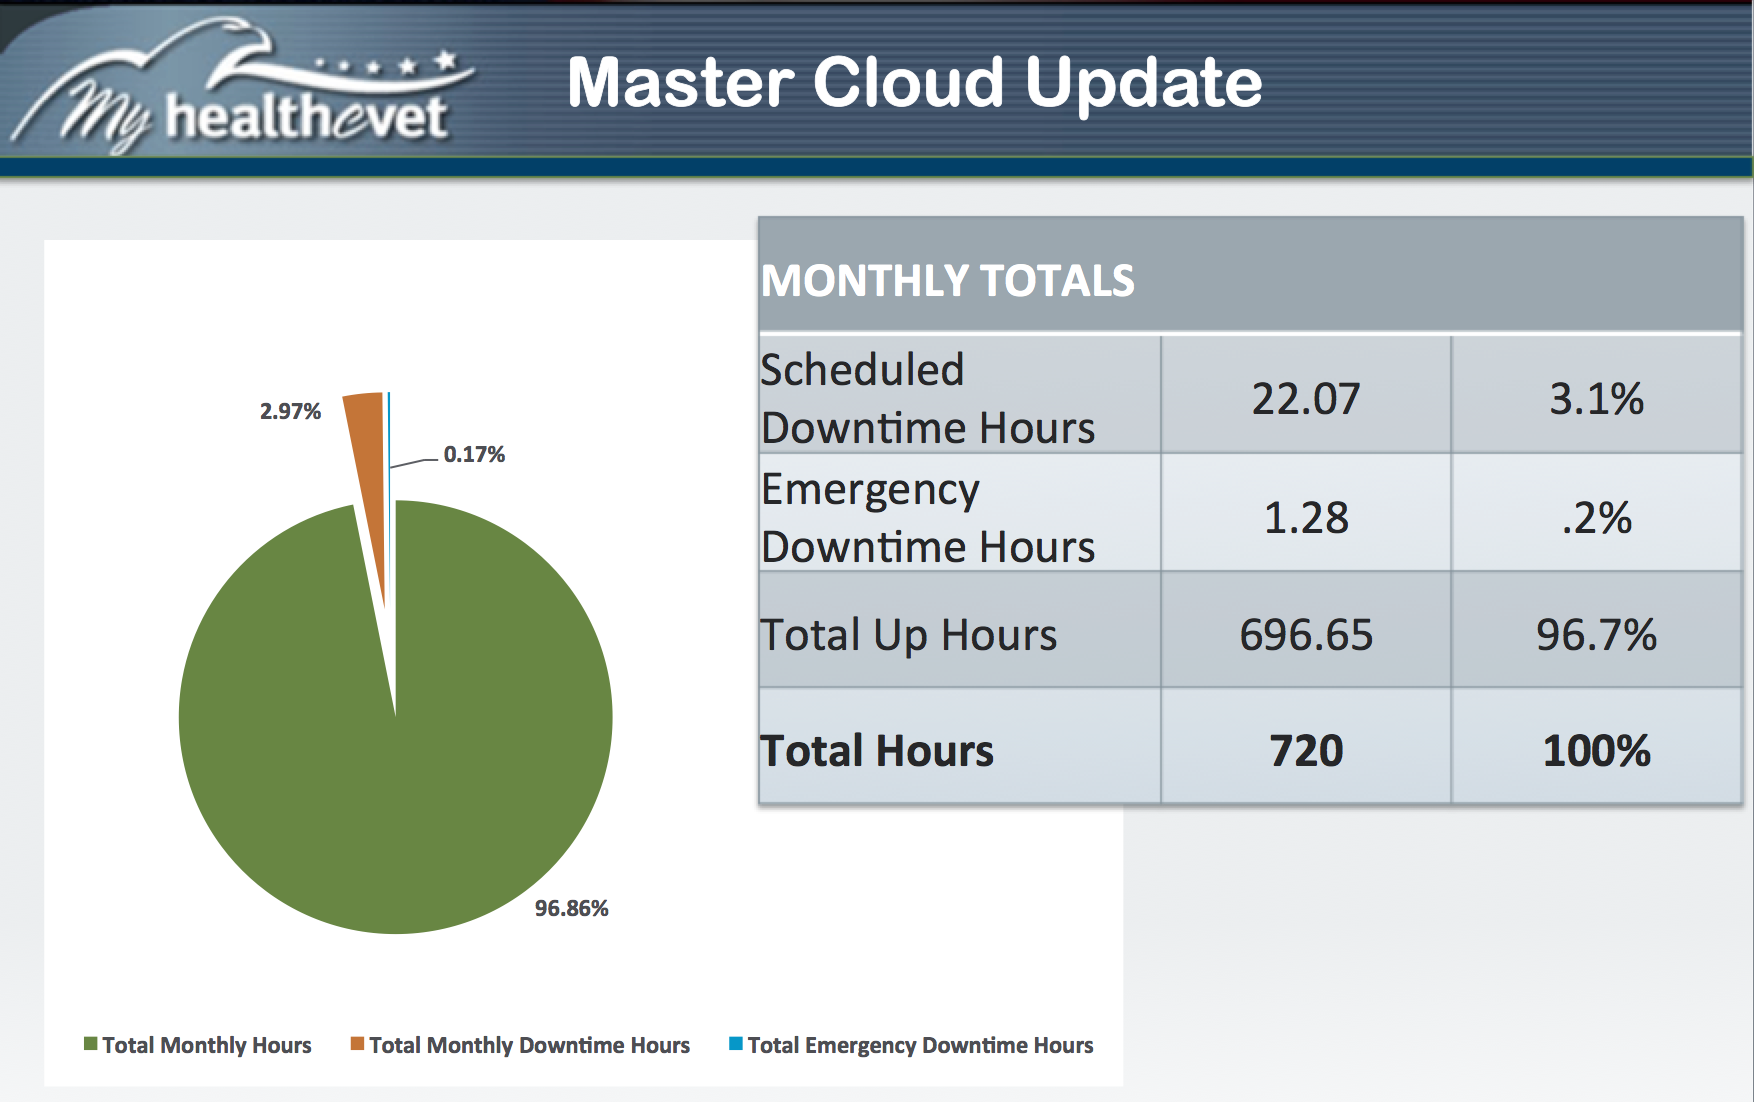 My healthevet
Master Cloud Update
2.97%
0.17%
96.86%
Total Monthly Hours
Total Monthly Downtime Hours
Total Emergency Downtime Hours
MONTHLY TOTALS
Scheduled
Downtime Hours
22.07
3.1%
Emergency
Downtime Hours
1.28
.2%
Total Up Hours
696.65
96.7%
Total Hours
720
100%